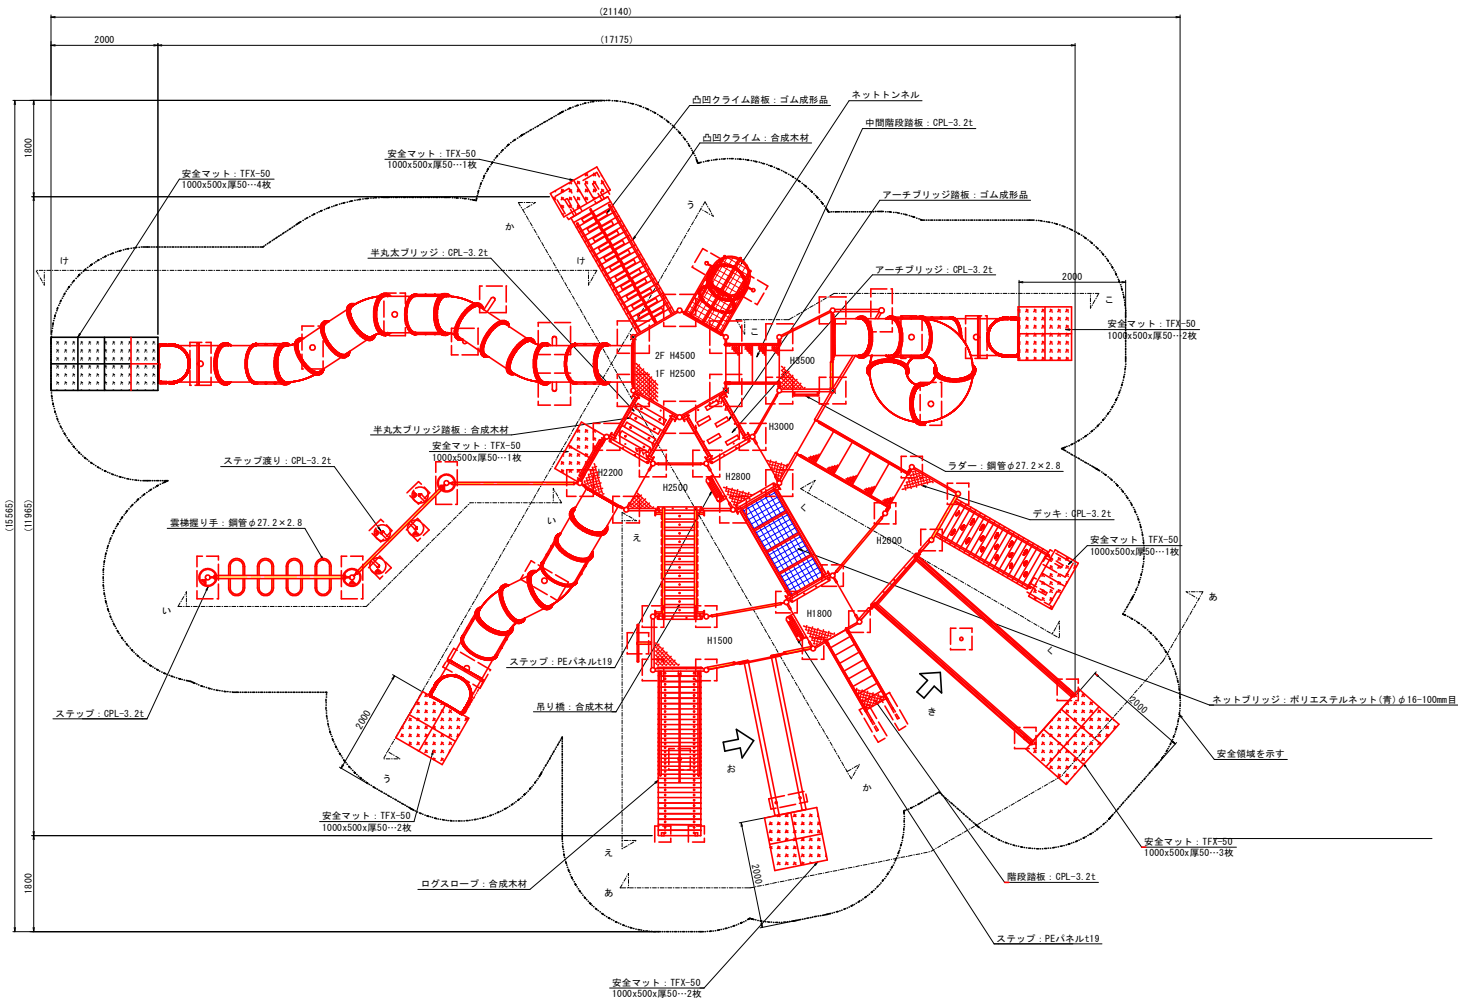 (21140)
2000
(17175)
1800
(15565)
(11965)
1800
凸凹クライム踏板：ゴム成形品
ネットトンネル
中間階段踏板：CPL-3.2t
凸凹クライム：合成木材
安全マット：TFX-50
1000x500x厚50…1枚
安全マット：TFX-50
1000x500x厚50…4枚
アーチブリッジ踏板：ゴム成形品
か
う
半丸太ブリッジ：CPL-3.2t
アーチブリッジ：CPL-3.2t
け
け
2000
こ
こ
安全マット：TFX-50
1000x500x厚50…2枚
2F H4500
1F H2500
H3500
半丸太ブリッジ踏板：合成木材
安全マット：TFX-50
1000x500x厚50…1枚
H3000
ステップ渡り：CPL-3.2t
ラダー：鋼管φ27.2×2.8
H2200
H2500
H2800
く
雲梯握り手：鋼管φ27.2×2.8
い
え
デッキ：CPL-3.2t
H2000
安全マット：TFX-50
1000x500x厚50…1枚
い
あ
H1800
H1500
く
ステップ：PEパネルt19
ステップ：CPL-3.2t
吊り橋：合成木材
2000
き
2000
ネットブリッジ：ポリエステルネット(青)φ16-100mm目
安全領域を示す
う
お
か
安全マット：TFX-50
1000x500x厚50…2枚
え
2000
安全マット：TFX-50
1000x500x厚50…3枚
ログスロープ：合成木材
あ
階段踏板：CPL-3.2t
ステップ：PEパネルt19
安全マット：TFX-50
1000x500x厚50…2枚